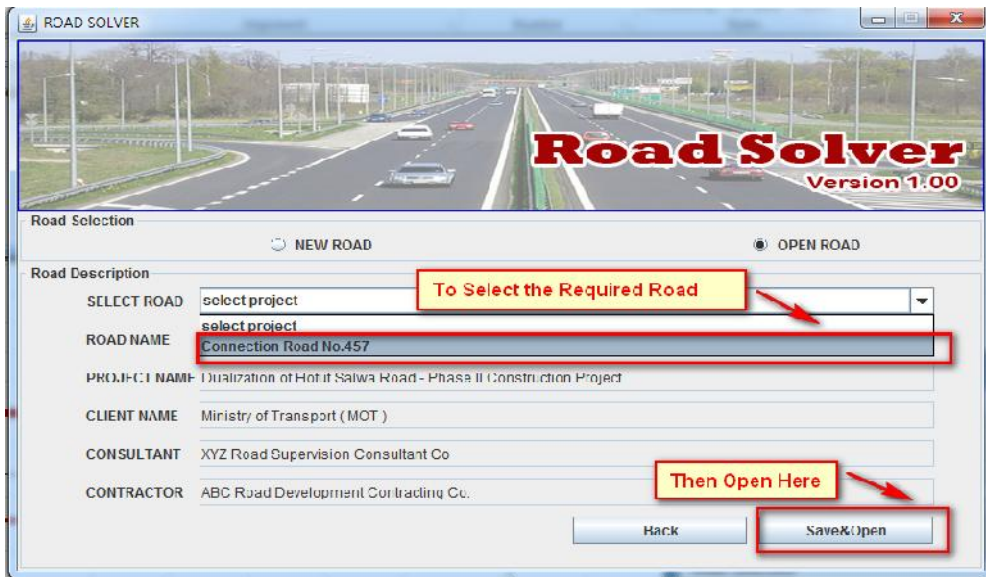 ROAD SOLVER
Road Solver
Version 1.00
Road Selection
NEW ROAD
OPEN ROAD
Road Description
To Select the Required Road
SELECT ROAD
select project
select project
ROAD NAME
Connection Road No.457
PROJECT NAME
Dualization of Hofuf Salwa Road - Phase II Construction Project
CLIENT NAME
Ministry of Transport ( MOT )
CONSULTANT
XYZ Road Supervision Consultant Co
Then Open Here
CONTRACTOR
ABC Road Development Contracting Co.
Back
Save&Open